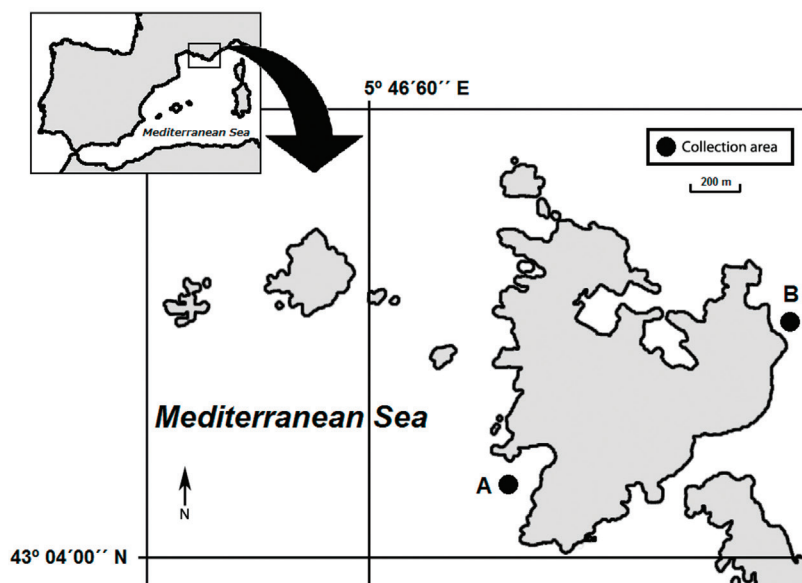 5º 46´60´´ E
Mediterranean Sea
Collection area
200 m
B
Mediterranean Sea
A
N
43º 04´00´´ N